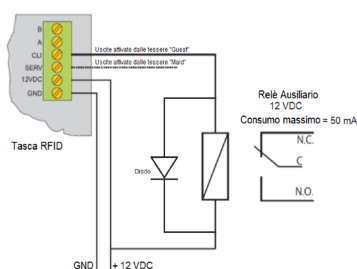 B
A
CLI
SERV
12VDC
GND
Uscite attivate dalle tessere "Guest"
Uscite attivate dalle tessere "Maid"
Tasca RFID
Diodo
Relè Ausiliario
12 VDC
Consumo massimo = 50 mA
N.C.
C
N.O.
GND
+ 12 VDC